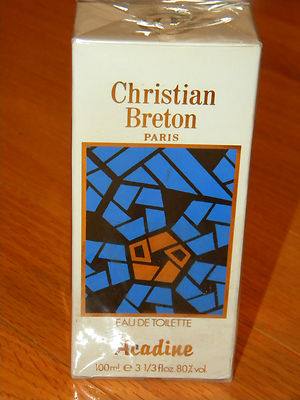 Christian
Breton
PARIS
EAU DE TOILETTE
Acadine
100ml e 3 1/3 fl.oz. 80% vol.